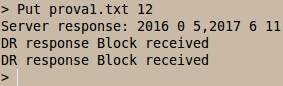 > Put prova1.txt 12
Server response: 2016 0 5,2017 6 11
DR response Block received
DR response Block received
>